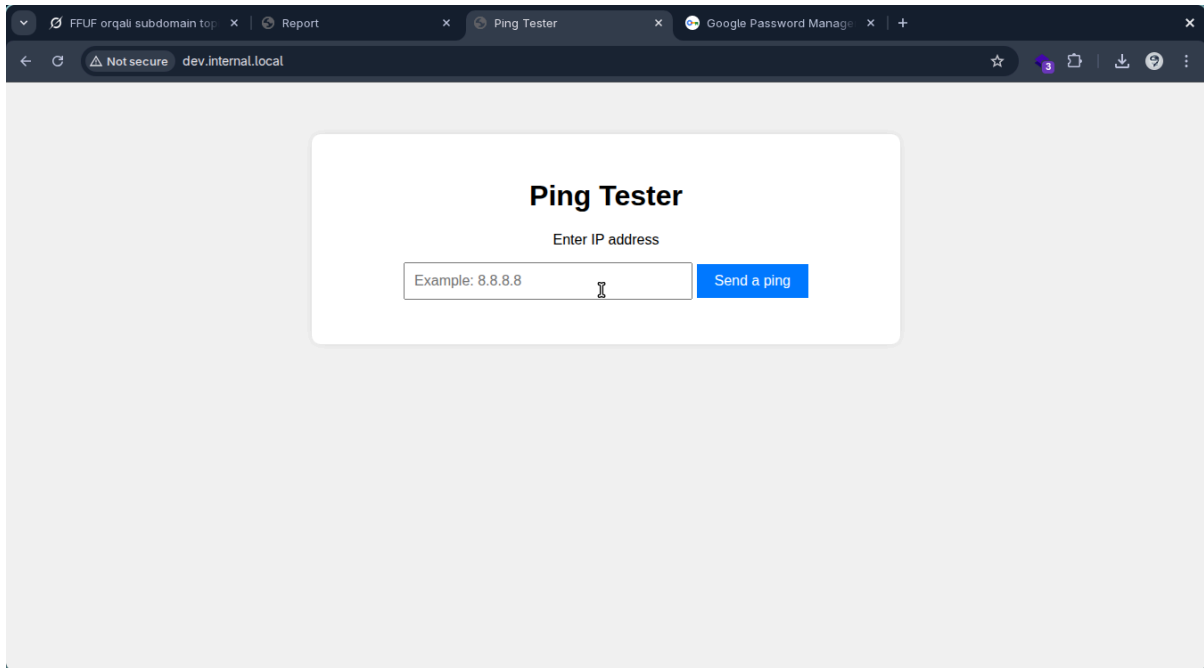 FFUF orqali subdomain top
Report
Ping Tester
Google Password Manage
Not secure
dev.internal.local
3
Ping Tester
Enter IP address
Example: 8.8.8.8
Send a ping